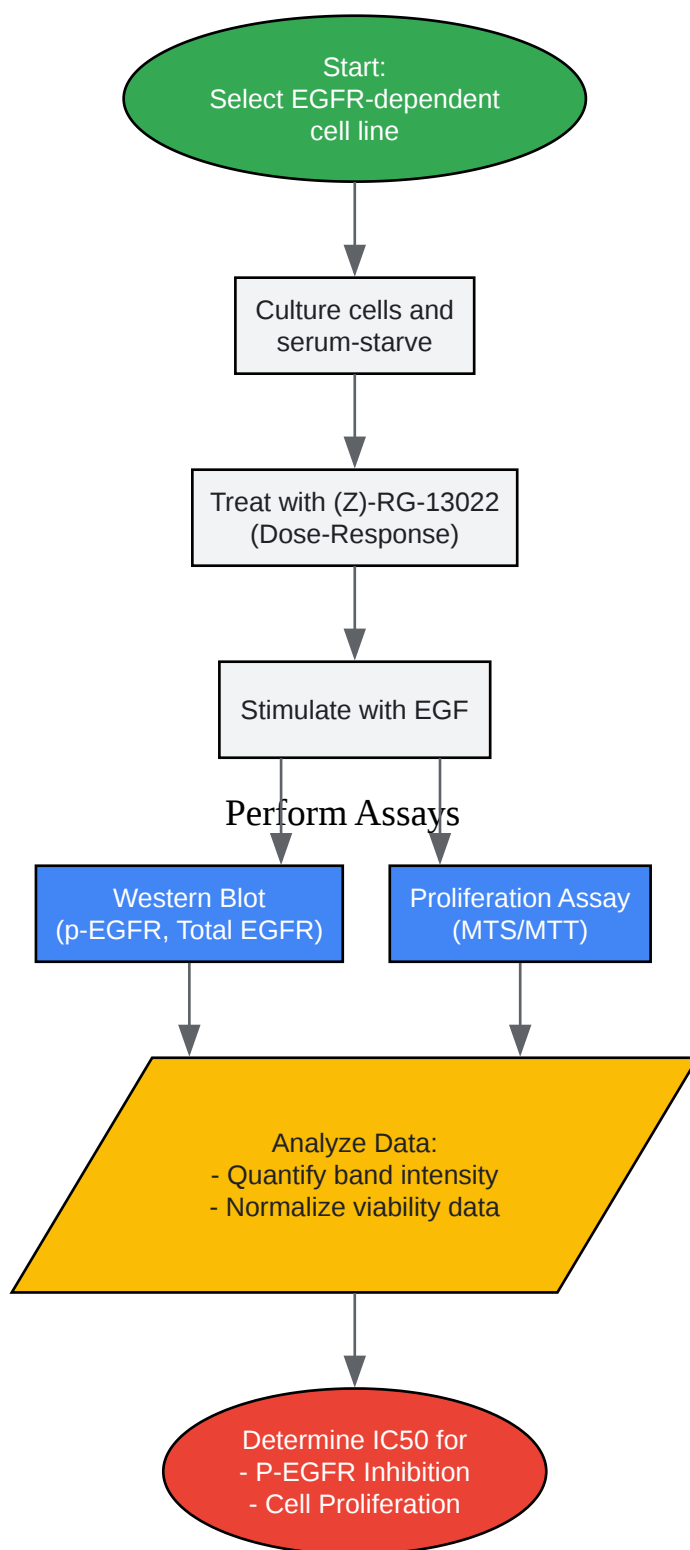 Start:
Select EGFR-dependent
cell line
Culture cells and
serum-starve
Treat with (Z)-RG-13022
(Dose-Response)
Stimulate with EGF
Perform Assays
Western Blot
(p-EGFR, Total EGFR)
Proliferation Assay
(MTS/MTT)
Analyze Data:
- Quantify band intensity
- Normalize viability data
Determine IC50 for
- P-EGFR Inhibition
- Cell Proliferation